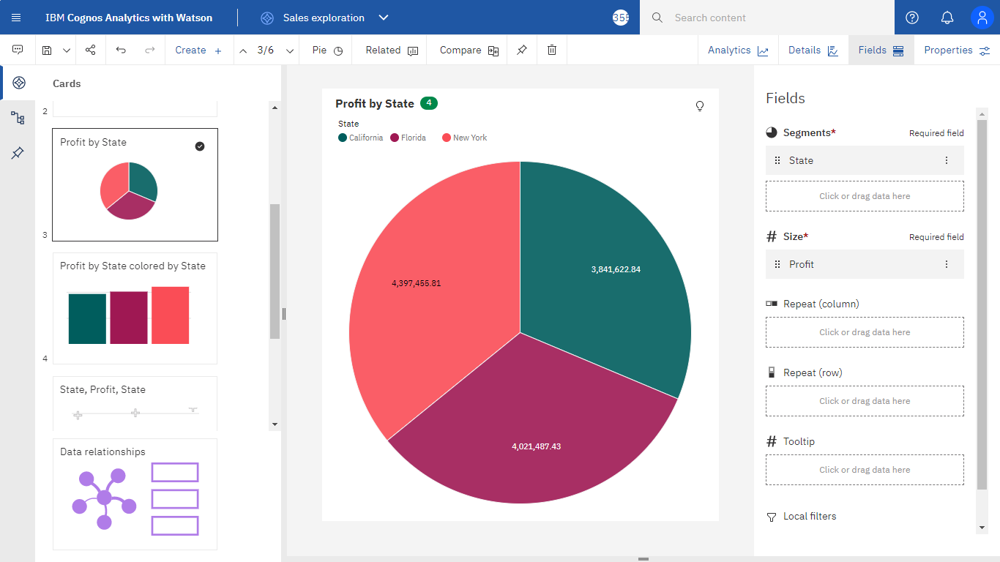 IBM Cognos Analytics with Watson
Sales exploration
355
Search content
Create
3/6
Pie
Related
Compare
Analytics
Details
Fields
Properties
Cards
2
Profit by State
3
Profit by State colored by State
4
State, Profit, State
Data relationships
Profit by State 4
State
California Florida New York
3,841,622.84
4,397,455.81
4,021,487.43
Fields
Segments* Required field
State
Click or drag data here
Size* Required field
Profit
Repeat (column)
Click or drag data here
Repeat (row)
Click or drag data here
Tooltip
Click or drag data here
Local filters